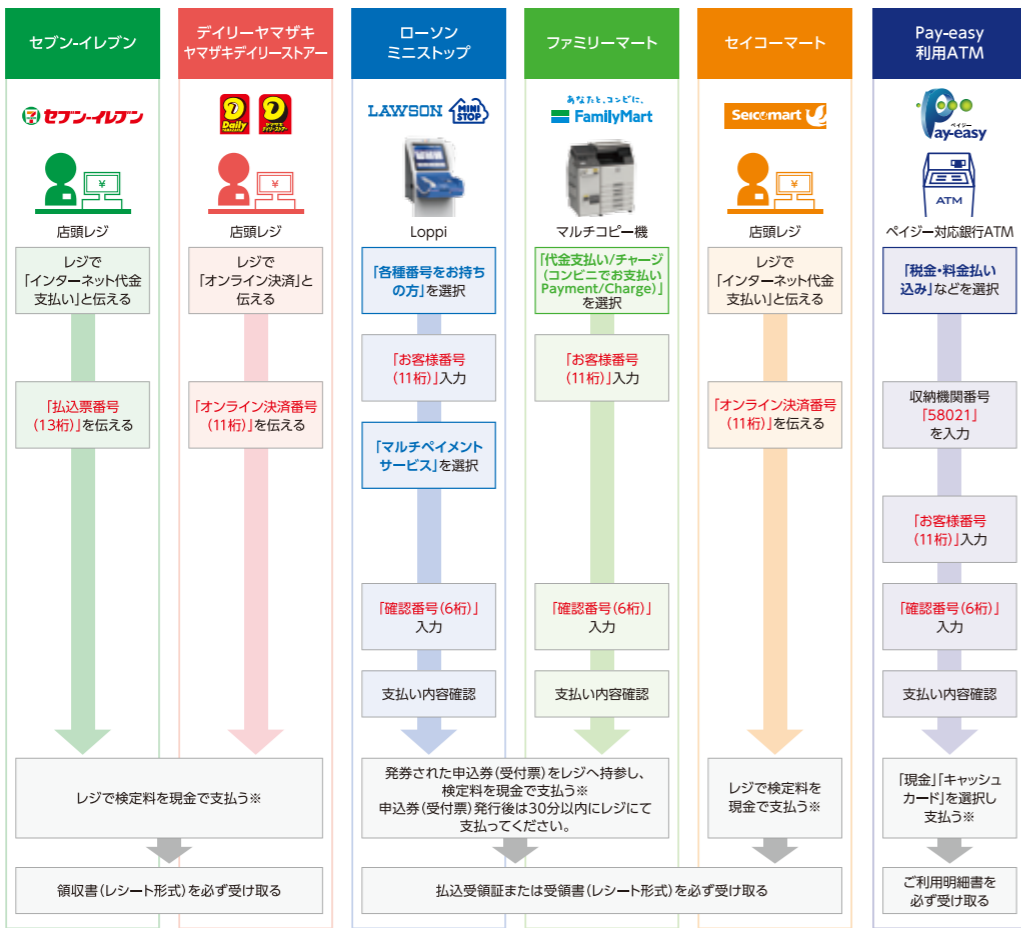 セブン-イレブン
セブン-イレブン
店頭レジ
レジで
「インターネット代金
支払い」と伝える
「払込票番号
(13桁)」を伝える
デイリーヤマザキ
ヤマザキデイリーストアー
Daily
デイリーストアー
店頭レジ
レジで
「オンライン決済」と
伝える
「オンライン決済番号
(11桁)」を伝える
レジで検定料を現金で支払う※
領収書(レシート形式)を必ず受け取る
ローソン
ミニストップ
LAWSON
MINI
STOP
Loppi
「各種番号をお持ち
の方」を選択
「お客様番号
(11桁)」入力
「マルチペイメント
サービス」を選択
「確認番号(6桁)」
入力
支払い内容確認
ファミリーマート
あなたと、コンビに、
FamilyMart
マルチコピー機
「代金支払い/チャージ
(コンビニでお支払い
Payment/Charge)」
を選択
「お客様番号
(11桁)」入力
「確認番号(6桁)」
入力
支払い内容確認
発券された申込券(受付票)をレジへ持参し、
検定料を現金で支払う※
申込券(受付票)発行後は30分以内にレジにて
支払ってください。
セイコーマート
Seicomart
店頭レジ
レジで
「インターネット代金
支払い」と伝える
「オンライン決済番号
(11桁)」を伝える
レジで検定料を
現金で支払う※
払込受領証または受領書(レシート形式)を必ず受け取る
Pay-easy
利用ATM
ペイジー
Pay-easy
ATM
ペイジー対応銀行ATM
「税金・料金払い
込み」などを選択
収納機関番号
「58021」
を入力
「お客様番号
(11桁)」入力
「確認番号(6桁)」
入力
支払い内容確認
「現金」「キャッシュ
カード」を選択し
支払う※
ご利用明細書を
必ず受け取る